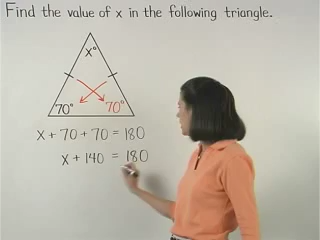 Find the value of x in the following triangle.
x°
70° 70°
x + 70 + 70 = 180
x + 140 = 180